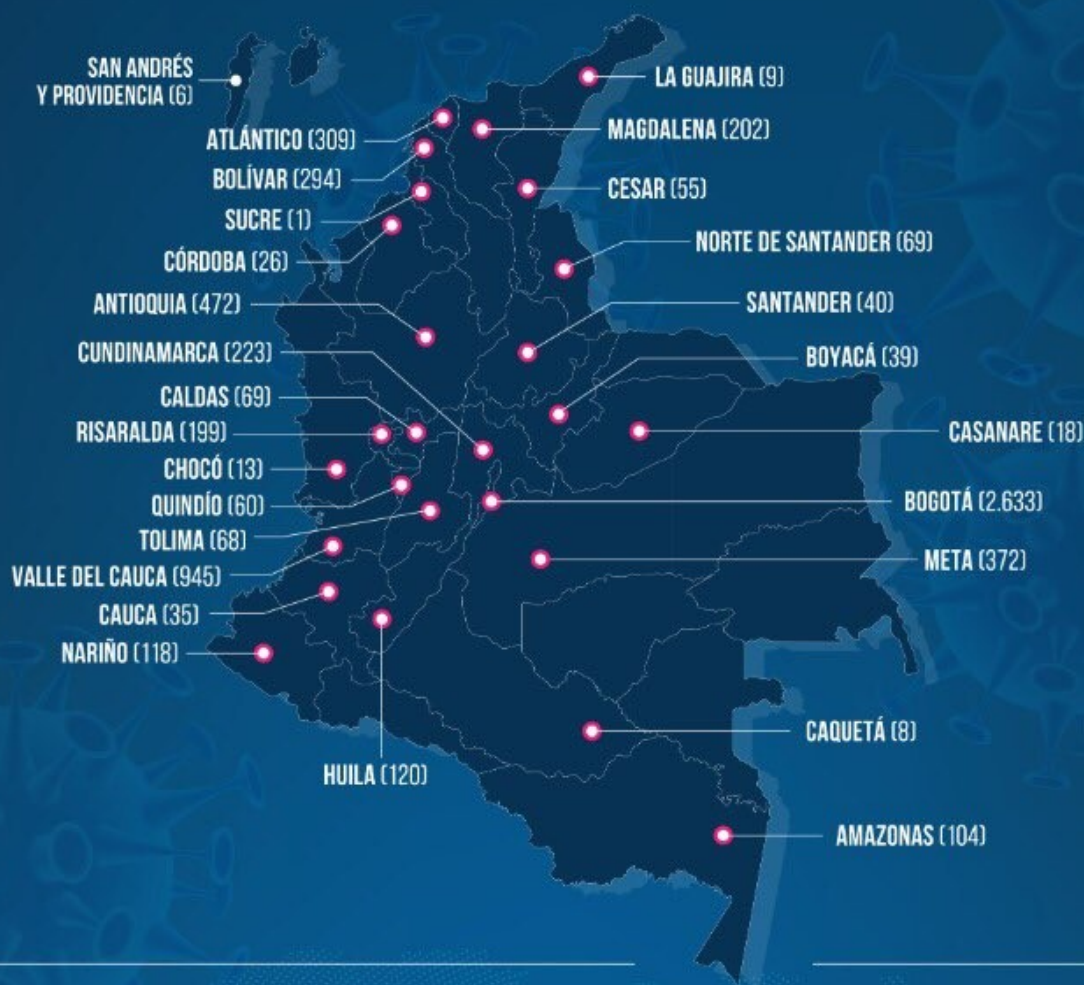 SAN ANDRÉS
Y PROVIDENCIA (6)
ATLÁNTICO (309)
BOLÍVAR (294)
SUCRE (1)
CÓRDOBA (26)
ANTIOQUIA (472)
CUNDINAMARCA (223)
CALDAS (69)
RISARALDA (199)
CHOCÓ (13)
QUINDÍO (60)
TOLIMA (68)
VALLE DEL CAUCA (945)
CAUCA (35)
NARIÑO (118)
HUILA (120)
LA GUAJIRA (9)
MAGDALENA (202)
CESAR (55)
NORTE DE SANTANDER (69)
SANTANDER (40)
BOYACÁ (39)
CASANARE (18)
BOGOTÁ (2.633)
META (372)
CAQUETÁ (8)
AMAZONAS (104)